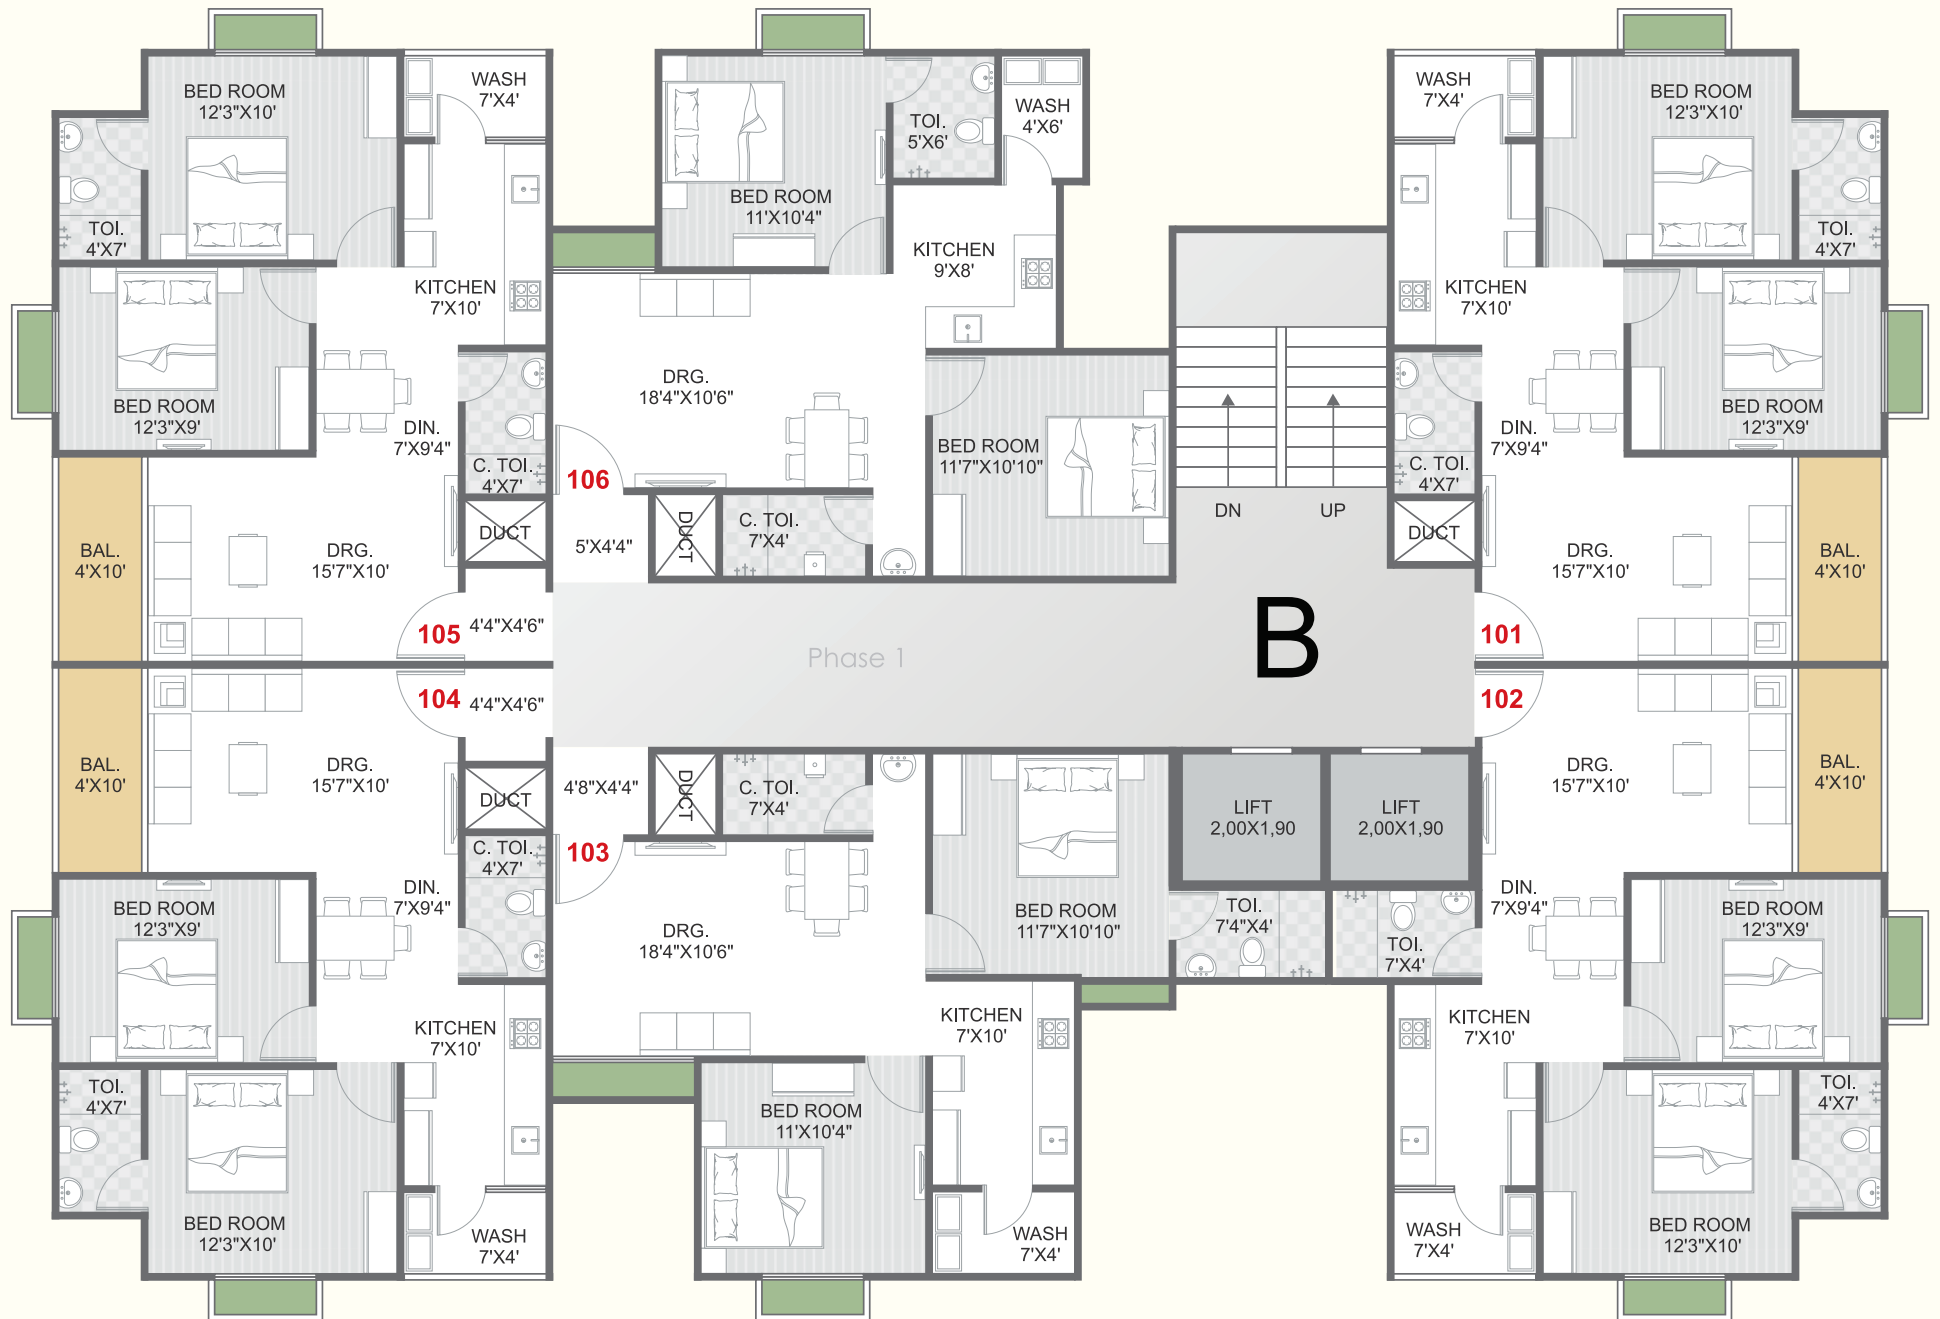 BED ROOM
12'3"X10'
WASH
7'X4'
TOI.
4'X7'
KITCHEN
7'X10'
BED ROOM
12'3"X9'
DIN.
7'X9'4"
C. TOI.
4'X7'
DUCT
BAL.
4'X10'
DRG.
15'7"X10'
105
4'4"X4'6"
BED ROOM
11'X10'4"
TOI.
5'X6'
WASH
4'X6'
KITCHEN
9'X8'
DRG.
18'4"X10'6"
BED ROOM
11'7"X10'10"
106
5'X4'4"
DUCT
C. TOI.
7'X4'
DN
UP
WASH
7'X4'
BED ROOM
12'3"X10'
TOI.
4'X7'
KITCHEN
7'X10'
BED ROOM
12'3"X9'
DIN.
7'X9'4"
C. TOI.
4'X7'
DUCT
DRG.
15'7"X10'
BAL.
4'X10'
101
Phase 1
B
104
4'4"X4'6"
BAL.
4'X10'
DRG.
15'7"X10'
DUCT
C. TOI.
4'X7'
DIN.
7'X9'4"
BED ROOM
12'3"X9'
KITCHEN
7'X10'
TOI.
4'X7'
BED ROOM
12'3"X10'
WASH
7'X4'
4'8"X4'4"
DUCT
C. TOI.
7'X4'
103
DRG.
18'4"X10'6"
BED ROOM
11'7"X10'10"
KITCHEN
7'X10'
BED ROOM
11'X10'4"
WASH
7'X4'
LIFT
2,00X1,90
LIFT
2,00X1,90
TOI.
7'4"X4'
TOI.
7'X4'
102
DRG.
15'7"X10'
BAL.
4'X10'
DIN.
7'X9'4"
BED ROOM
12'3"X9'
KITCHEN
7'X10'
TOI.
4'X7'
WASH
7'X4'
BED ROOM
12'3"X10'